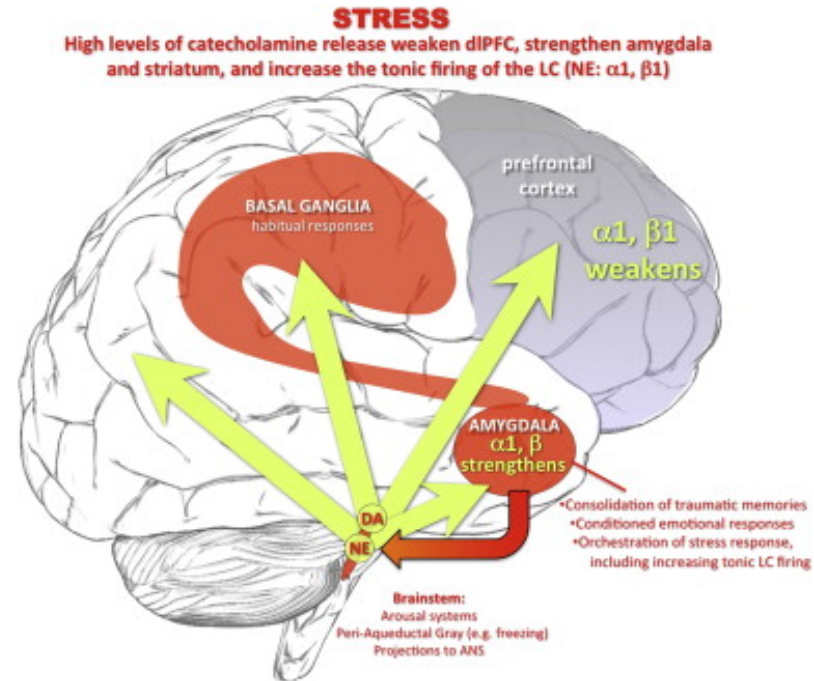 STRESS
High levels of catecholamine release weaken dlPFC, strengthen amygdala
and striatum, and increase the tonic firing of the LC (NE: α1, β1)
prefrontal
cortex
BASAL GANGLIA
habitual responses
α1, β1
weakens
AMYGDALA
α1, β
strengthens
•Consolidation of traumatic memories
•Conditioned emotional responses
•Orchestration of stress response,
including increasing tonic LC firing
DA
NE
Brainstem:
Arousal systems
Peri-Aqueductal Gray (e.g. freezing)
Projections to ANS